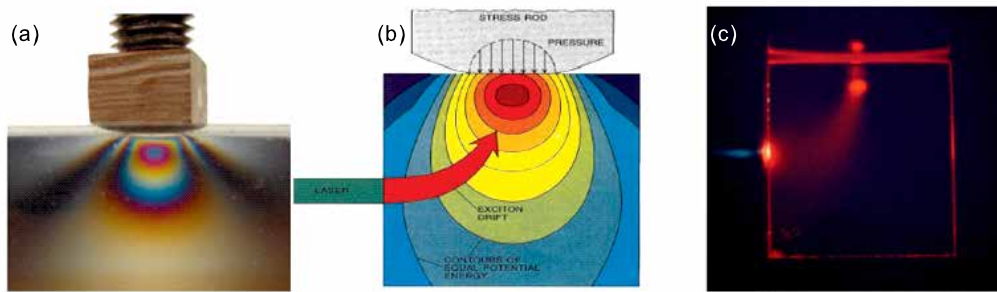 (a)
(b)
STRESS ROD
PRESSURE
LASER
EXCITON
DRIFT
CONTOURS OF
EQUAL POTENTIAL
ENERGY
(c)